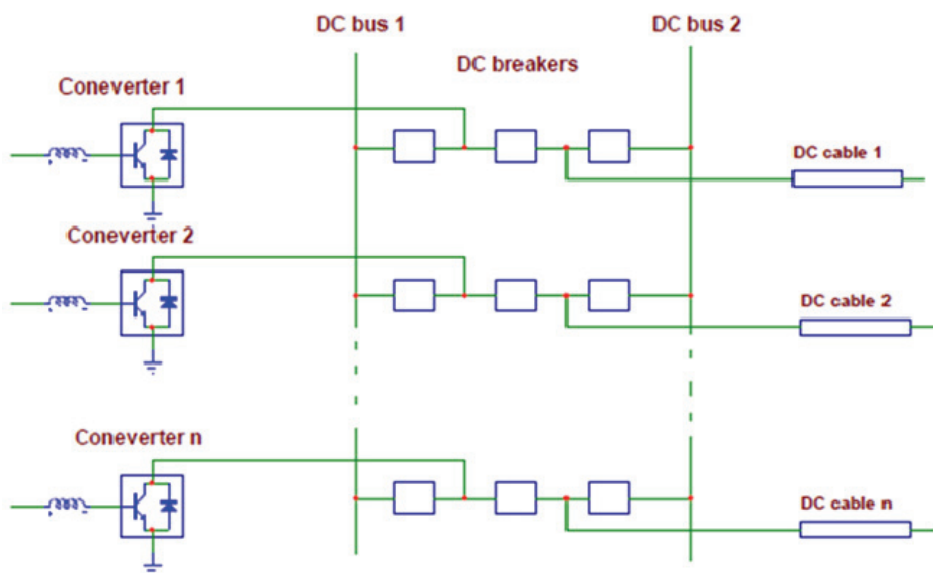 DC bus 1
DC bus 2
DC breakers
Coneverter 1
DC cable 1
Coneverter 2
DC cable 2
Coneverter n
DC cable n